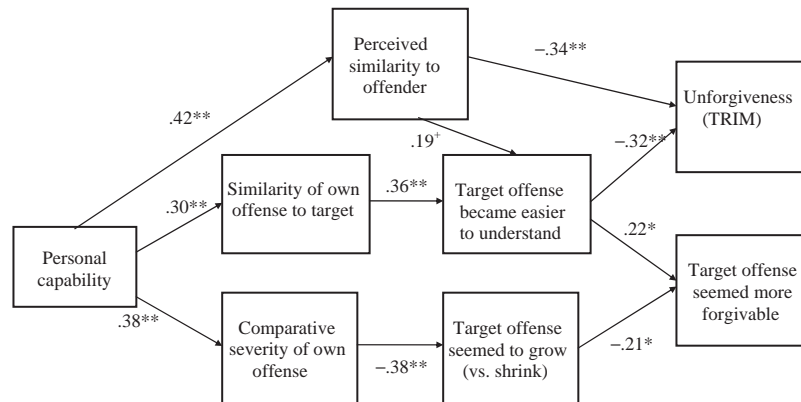 Perceived
similarity to
offender
−.34**
Unforgiveness
(TRIM)
.42**
.19+
−.32**
Similarity of own
offense to target
.36**
Target offense
became easier
to understand
.30**
.22*
Personal
capability
Target offense
seemed more
forgivable
.38**
Comparative
severity of own
offense
−.38**
Target offense
seemed to grow
(vs. shrink)
−.21*